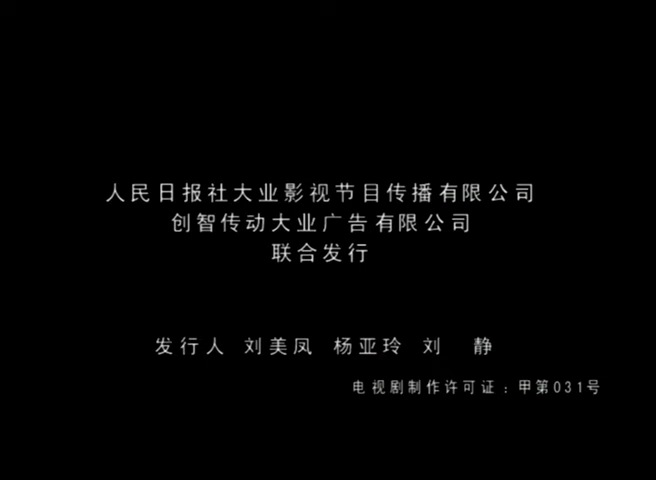 人民日报社大业影视节目传播有限公司
创智传动大业广告有限公司
联合发行
发行人 刘美凤 杨亚玲 刘 静
电视剧制作许可证：甲第031号